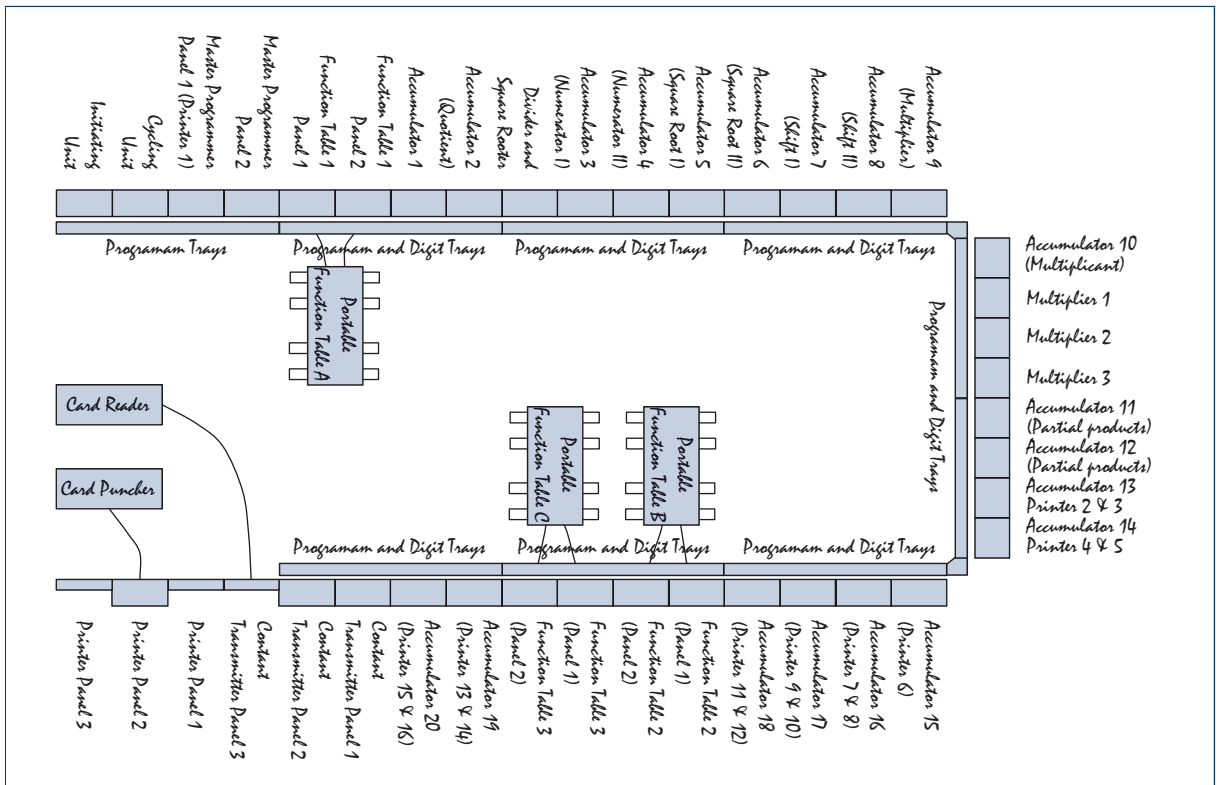 Initiating
Unit
Cycling
Unit
Master Programmer
Panel 1 (Printer 1)
Master Programmer
Panel 2
Function Table 1
Panel 1
Function Table 1
Panel 2
Accumulator 1
Accumulator 2
(Quotient)
Divider and
Square Rooter
Accumulator 3
(Numerator I)
Accumulator 4
(Numerator II)
Accumulator 5
(Square Root I)
Accumulator 6
(Square Root II)
Accumulator 7
(Shift I)
Accumulator 8
(Shift II)
Accumulator 9
(Multiplier)
Programam Trays
Programam and Digit Trays
Programam and Digit Trays
Programam and Digit Trays
Accumulator 10
(Multiplicant)
Multiplier 1
Multiplier 2
Multiplier 3
Accumulator 11
(Partial products)
Accumulator 12
(Partial products)
Accumulator 13
Printer 2 & 3
Accumulator 14
Printer 4 & 5
Programam and Digit Trays
Portable
Function Table A
Card Reader
Card Puncher
Portable
Function Table C
Portable
Function Table B
Programam and Digit Trays
Programam and Digit Trays
Programam and Digit Trays
Printer Panel 3
Printer Panel 2
Printer Panel 1
Contant
Transmitter Panel 3
Contant
Transmitter Panel 2
Contant
Transmitter Panel 1
Accumulator 20
(Printer 15 & 16)
Accumulator 19
(Printer 13 & 14)
Function Table 3
(Panel 2)
Function Table 3
(Panel 1)
Function Table 2
(Panel 2)
Function Table 2
(Panel 1)
Accumulator 18
(Printer 11 & 12)
Accumulator 17
(Printer 9 & 10)
Accumulator 16
(Printer 7 & 8)
Accumulator 15
(Printer 6)